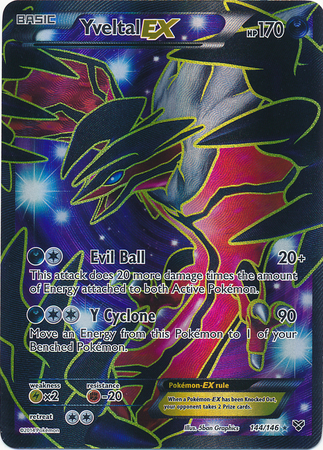 BASIC
Yveltal EX
HP 170
Evil Ball 20+
This attack does 20 more damage times the amount
of Energy attached to both Active Pokémon.
Y Cyclone 90
Move an Energy from this Pokémon to 1 of your
Benched Pokémon.
weakness
×2
resistance
-20
retreat
Pokémon-EX rule
When a Pokémon-EX has been Knocked Out,
your opponent takes 2 Prize cards.
Illus. 5ban Graphics
144/146
XY